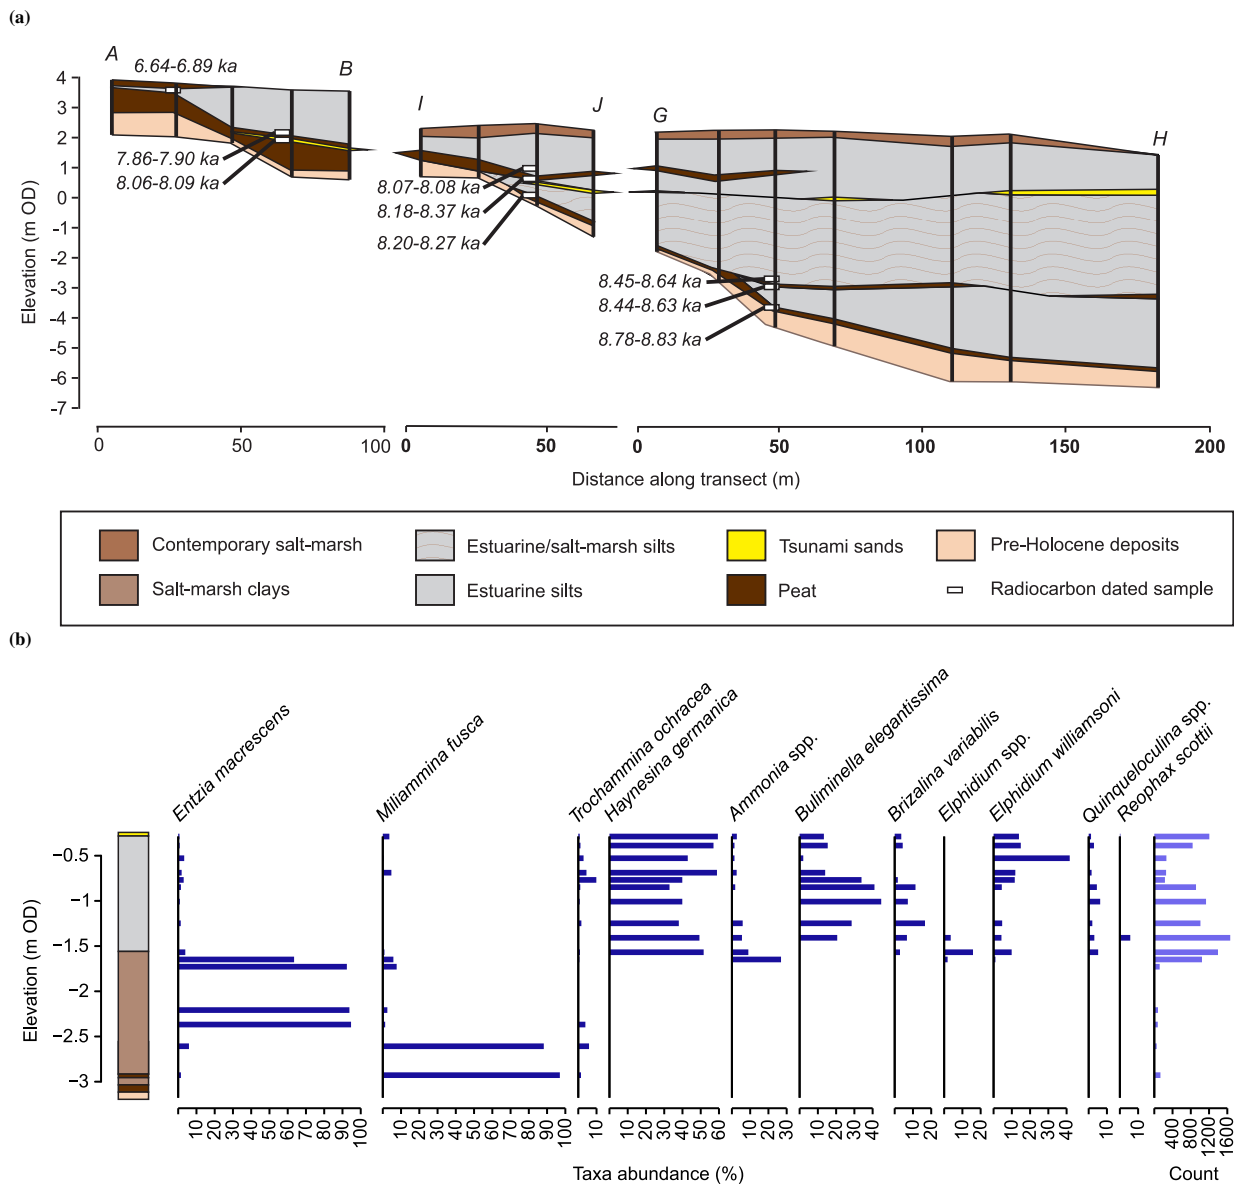 (a)
A
6.64-6.89 ka
B
7.86-7.90 ka
8.06-8.09 ka
I
J
8.07-8.08 ka
8.18-8.37 ka
8.20-8.27 ka
G
H
8.45-8.64 ka
8.44-8.63 ka
8.78-8.83 ka
Elevation (m OD)
4
3
2
1
0
-1
-2
-3
-4
-5
-6
-7
0 50 100 0 50 0 50 100 150 200
Distance along transect (m)
Contemporary salt-marsh
Estuarine/salt-marsh silts
Tsunami sands
Pre-Holocene deposits
Salt-marsh clays
Estuarine silts
Peat
Radiocarbon dated sample
(b)
Entzia macrescens
Miliammina fusca
Trochammina ochracea
Haynesina germanica
Ammonia spp.
Buliminella elegantissima
Brizalina variabilis
Elphidium spp.
Elphidium williamsoni
Quinqueloculina spp.
Reophax scottii
Elevation (m OD)
−0.5
−1
−1.5
−2
−2.5
−3
10 20 30 40 50 60 70 80 90 100
10 20 30 40 50 60 70 80 90 100
10
10 20 30 40 50 60
10 20 30
10 20 30 40
10 20
10 20
10 20 30 40
10
10
400 800 1200 1600
Taxa abundance (%)
Count